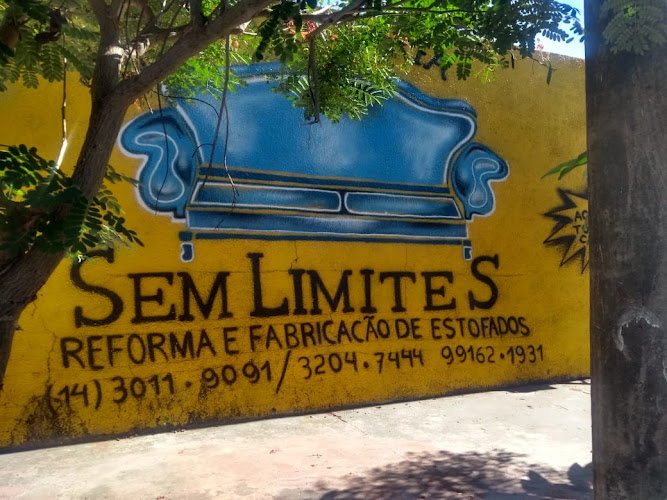 SEM LIMITES
REFORMA E FABRICAÇÃO DE ESTOFADOS
(14) 3011·9091/3204·7444 99162·1931